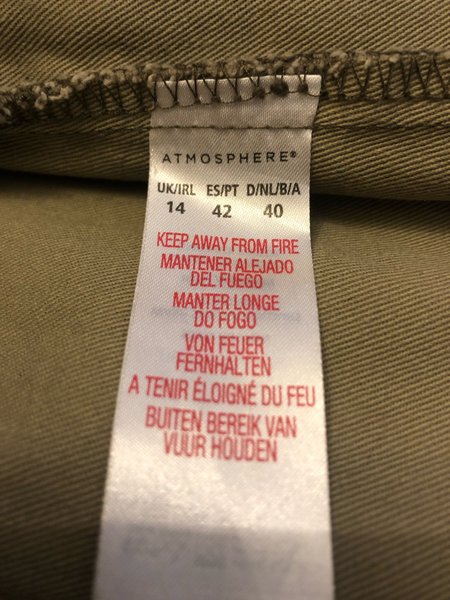 ATMOSPHERE®
UK/IRL ES/PT D/NL/B/A
14 42 40
KEEP AWAY FROM FIRE
MANTENER ALEJADO
DEL FUEGO
MANTER LONGE
DO FOGO
VON FEUER
FERNHALTEN
A TENIR ÉLOIGNÉ DU FEU
BUITEN BEREIK VAN
VUUR HOUDEN